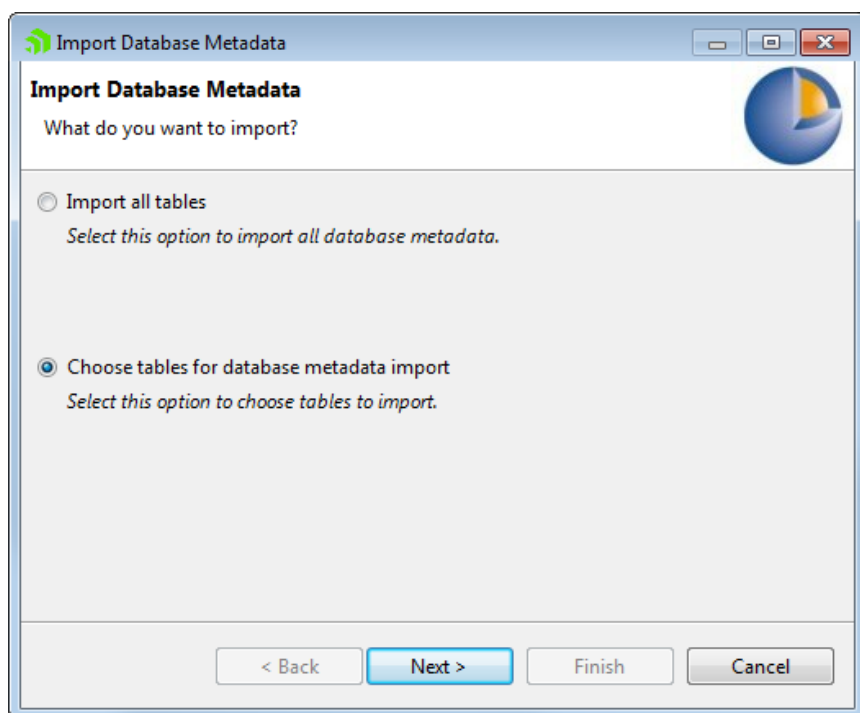 Import Database Metadata
Import Database Metadata
What do you want to import?
Import all tables
Select this option to import all database metadata.
Choose tables for database metadata import
Select this option to choose tables to import.
< Back Next > Finish Cancel